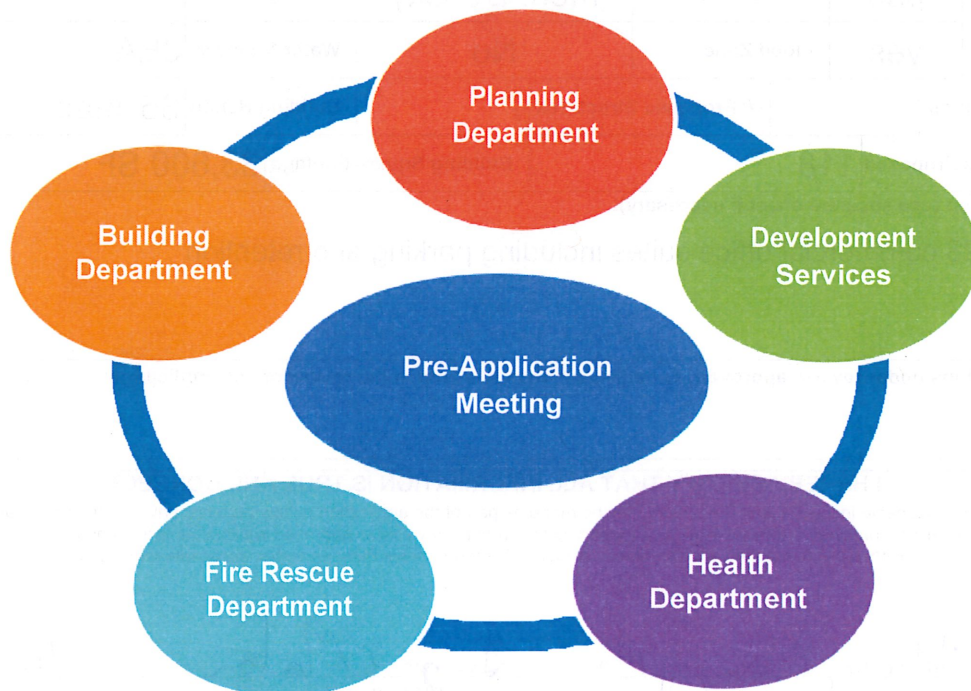 Planning
Department
Development
Services
Health
Department
Fire Rescue
Department
Building
Department
Pre-Application
Meeting